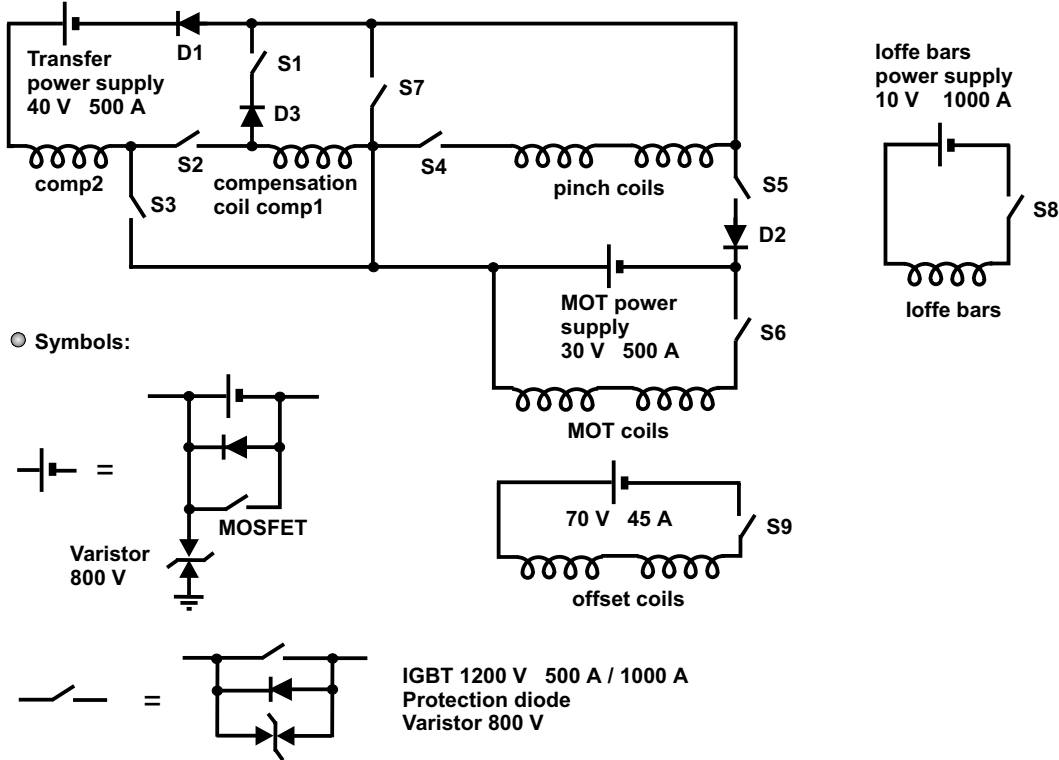 D1
Transfer
power supply
40 V 500 A
S1
D3
S7
S2
S4
comp2
compensation
coil comp1
S3
pinch coils
S5
D2
MOT power
supply
30 V 500 A
S6
MOT coils
Ioffe bars
power supply
10 V 1000 A
S8
Ioffe bars
70 V 45 A
S9
offset coils
Symbols:
=
MOSFET
Varistor
800 V
=
IGBT 1200 V 500 A / 1000 A
Protection diode
Varistor 800 V